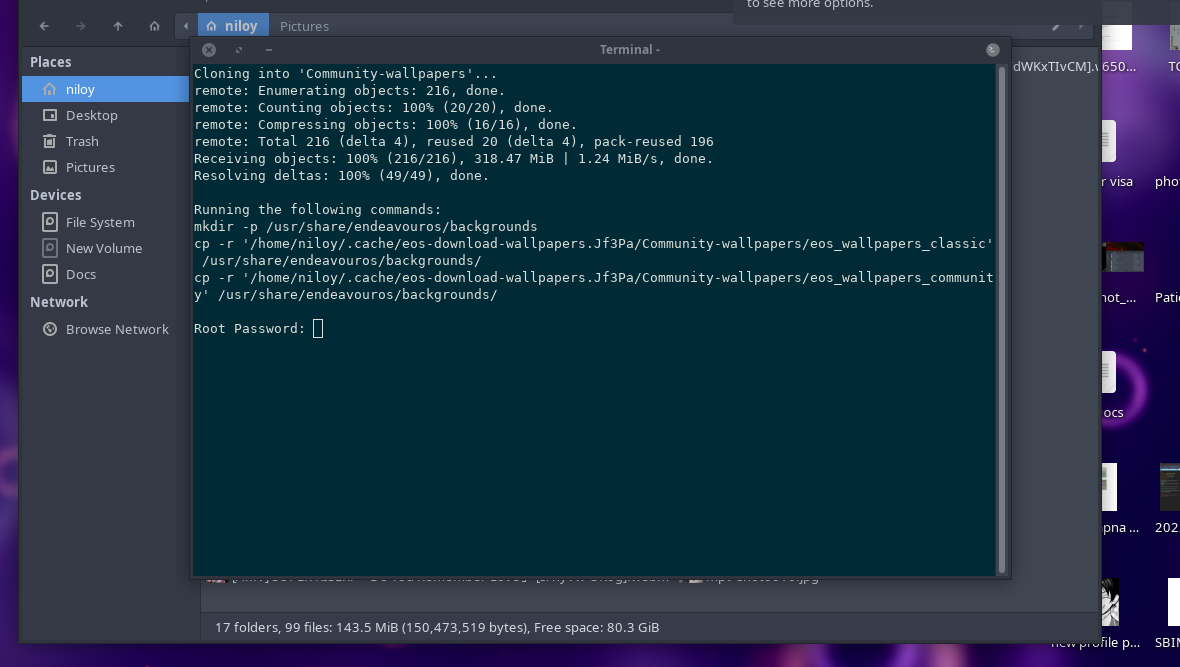 to see more options.
niloy
Pictures
Terminal -
Places
niloy
Desktop
Trash
Pictures
Devices
File System
New Volume
Docs
Network
Browse Network
Cloning into 'Community-wallpapers'...
remote: Enumerating objects: 216, done.
remote: Counting objects: 100% (20/20), done.
remote: Compressing objects: 100% (16/16), done.
remote: Total 216 (delta 4), reused 20 (delta 4), pack-reused 196
Receiving objects: 100% (216/216), 318.47 MiB | 1.24 MiB/s, done.
Resolving deltas: 100% (49/49), done.
Running the following commands:
mkdir -p /usr/share/endeavouros/backgrounds
cp -r '/home/niloy/.cache/eos-download-wallpapers.Jf3Pa/Community-wallpapers/eos_wallpapers_classic'
/usr/share/endeavouros/backgrounds/
cp -r '/home/niloy/.cache/eos-download-wallpapers.Jf3Pa/Community-wallpapers/eos_wallpapers_communit
y' /usr/share/endeavouros/backgrounds/
Root Password:
17 folders, 99 files: 143.5 MiB (150,473,519 bytes), Free space: 80.3 GiB
dWKxTIvCM].
650...
r visa
phot
not_...
Patie
ocs
pna ...
202
new profile p...
SBIM